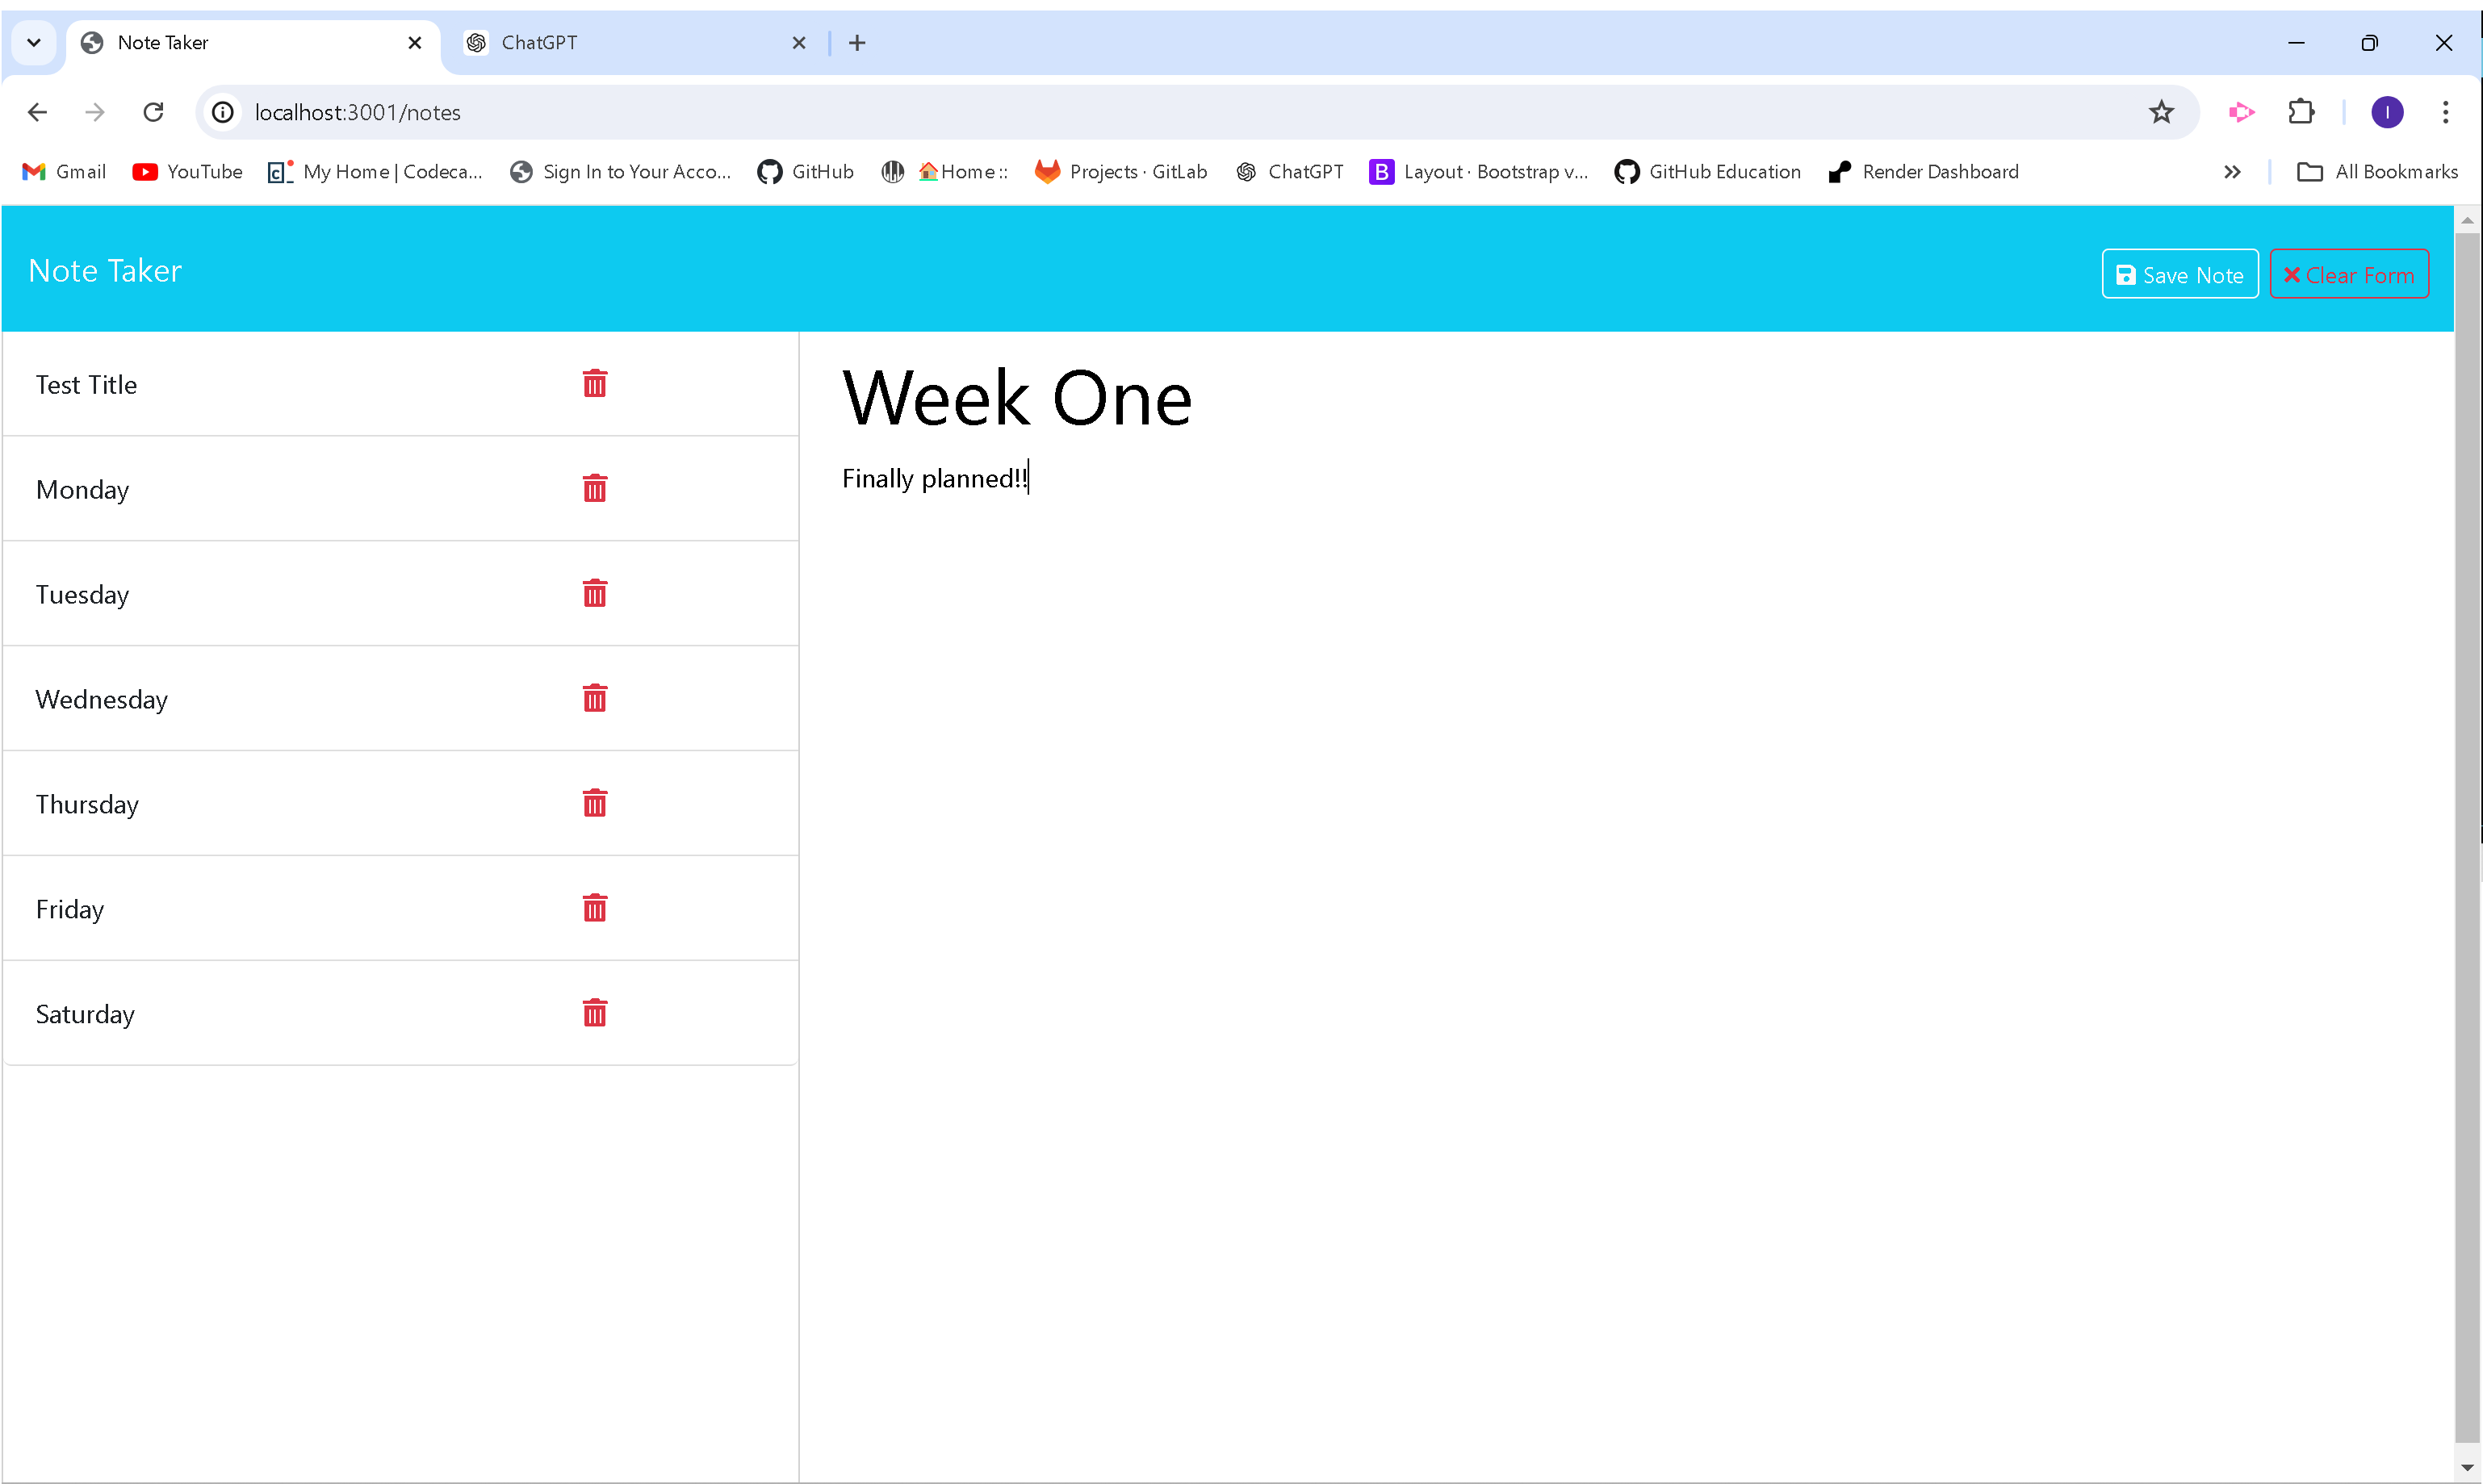 Note Taker
ChatGPT
localhost:3001/notes
Gmail
YouTube
My Home | Codeca...
Sign In to Your Acco...
GitHub
Home ::
Projects · GitLab
ChatGPT
Layout · Bootstrap v...
GitHub Education
Render Dashboard
All Bookmarks
Note Taker
Save Note
Clear Form
Test Title
Monday
Tuesday
Wednesday
Thursday
Friday
Saturday
Week One
Finally planned!!